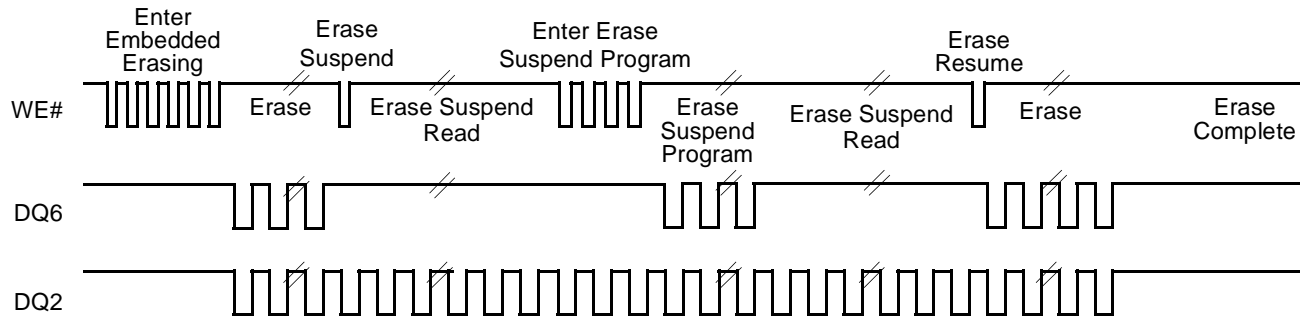 Enter
Embedded
Erasing
Erase
Suspend
Enter Erase
Suspend Program
Erase
Resume
WE#
Erase
Erase Suspend
Read
Erase
Suspend
Program
Erase Suspend
Read
Erase
Erase
Complete
DQ6
DQ2